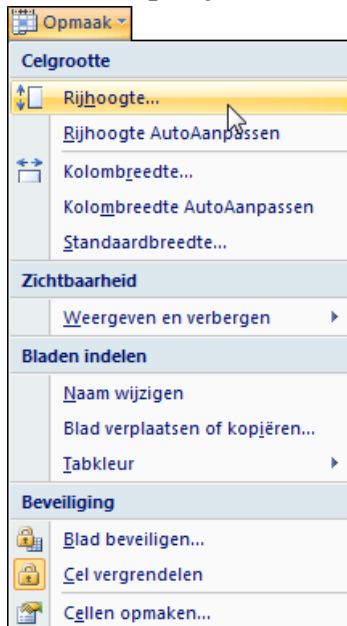 Opmaak
Celgrootte
Rijhoogte...
Rijhoogte AutoAanpassen
Kolombreedte...
Kolombreedte AutoAanpassen
Standaardbreedte...
Zichtbaarheid
Weergeven en verbergen
Bladen indelen
Naam wijzigen
Blad verplaatsen of kopiëren...
Tabkleur
Beveiliging
Blad beveiligen...
Cel vergrendelen
Cellen opmaken...